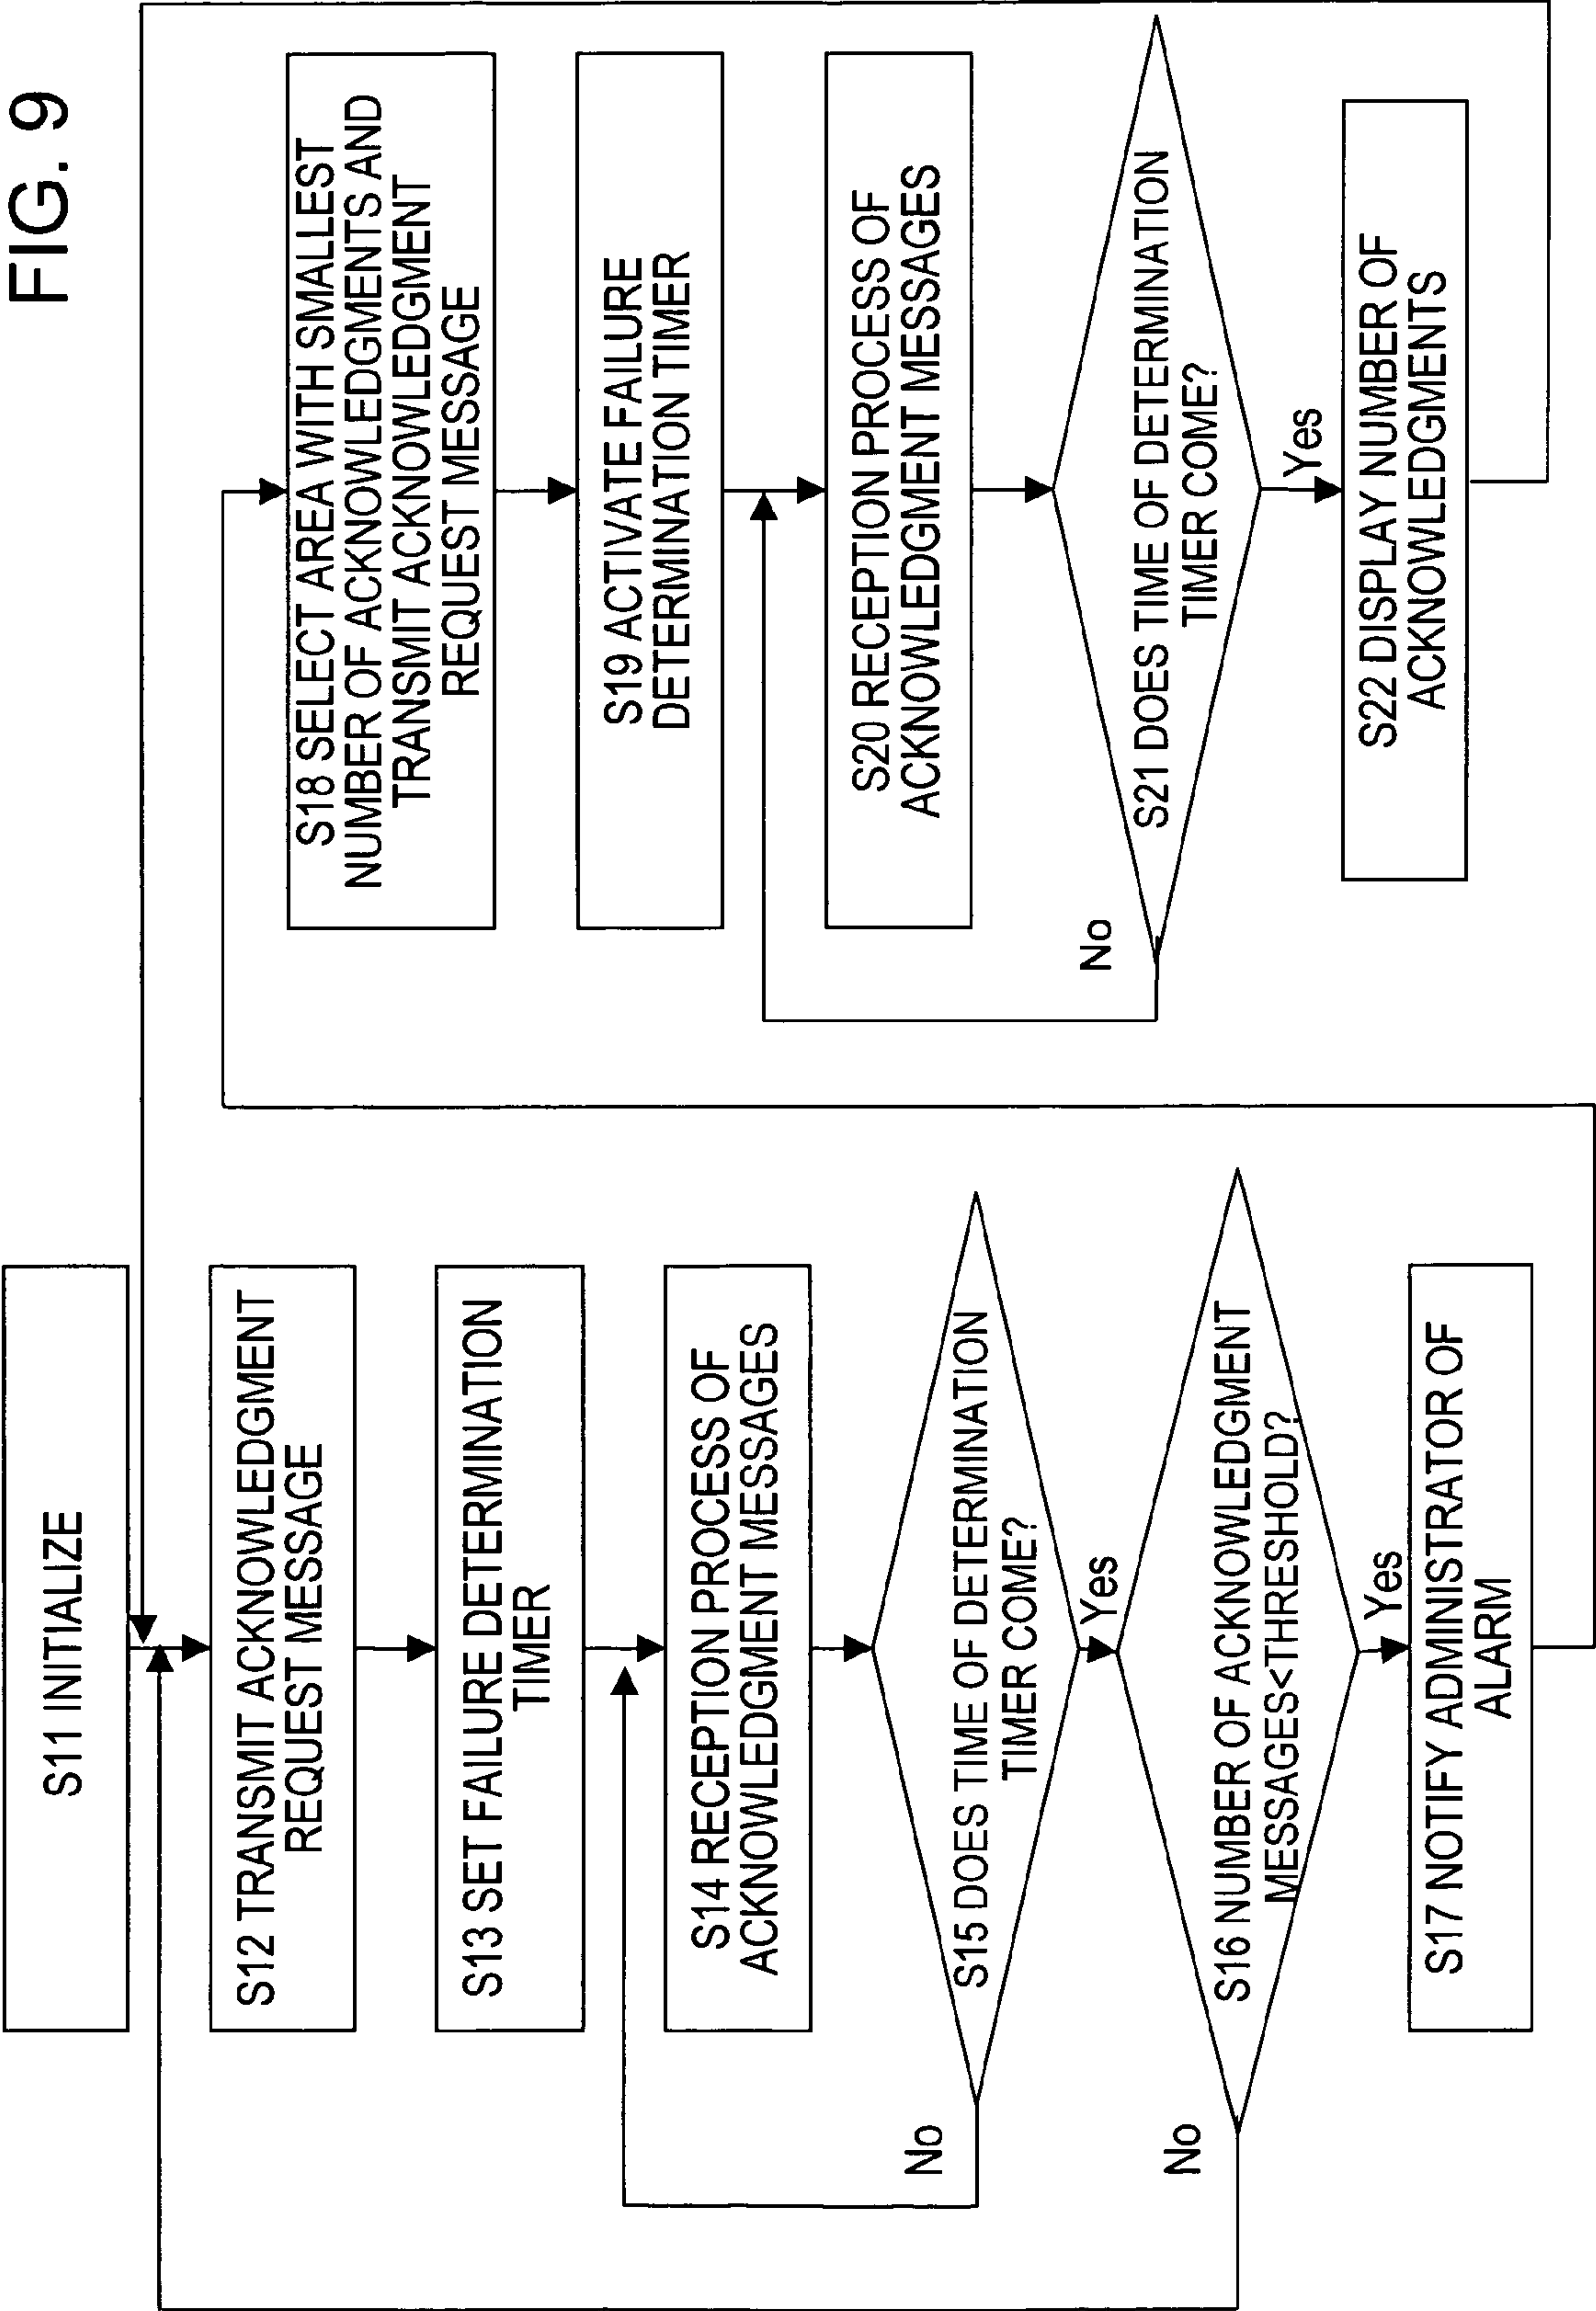 FIG. 9
S11 INITIALIZE
S12 TRANSMIT ACKNOWLEDGMENT
REQUEST MESSAGE
S13 SET FAILURE DETERMINATION
TIMER
S14 RECEPTION PROCESS OF
ACKNOWLEDGMENT MESSAGES
S15 DOES TIME OF DETERMINATION
TIMER COME?
No
Yes
S16 NUMBER OF ACKNOWLEDGMENT
MESSAGES<THRESHOLD?
No
Yes
S17 NOTIFY ADMINISTRATOR OF
ALARM
S18 SELECT AREA WITH SMALLEST
NUMBER OF ACKNOWLEDGMENTS AND
TRANSMIT ACKNOWLEDGMENT
REQUEST MESSAGE
S19 ACTIVATE FAILURE
DETERMINATION TIMER
S20 RECEPTION PROCESS OF
ACKNOWLEDGMENT MESSAGES
S21 DOES TIME OF DETERMINATION
TIMER COME?
No
Yes
S22 DISPLAY NUMBER OF
ACKNOWLEDGMENTS